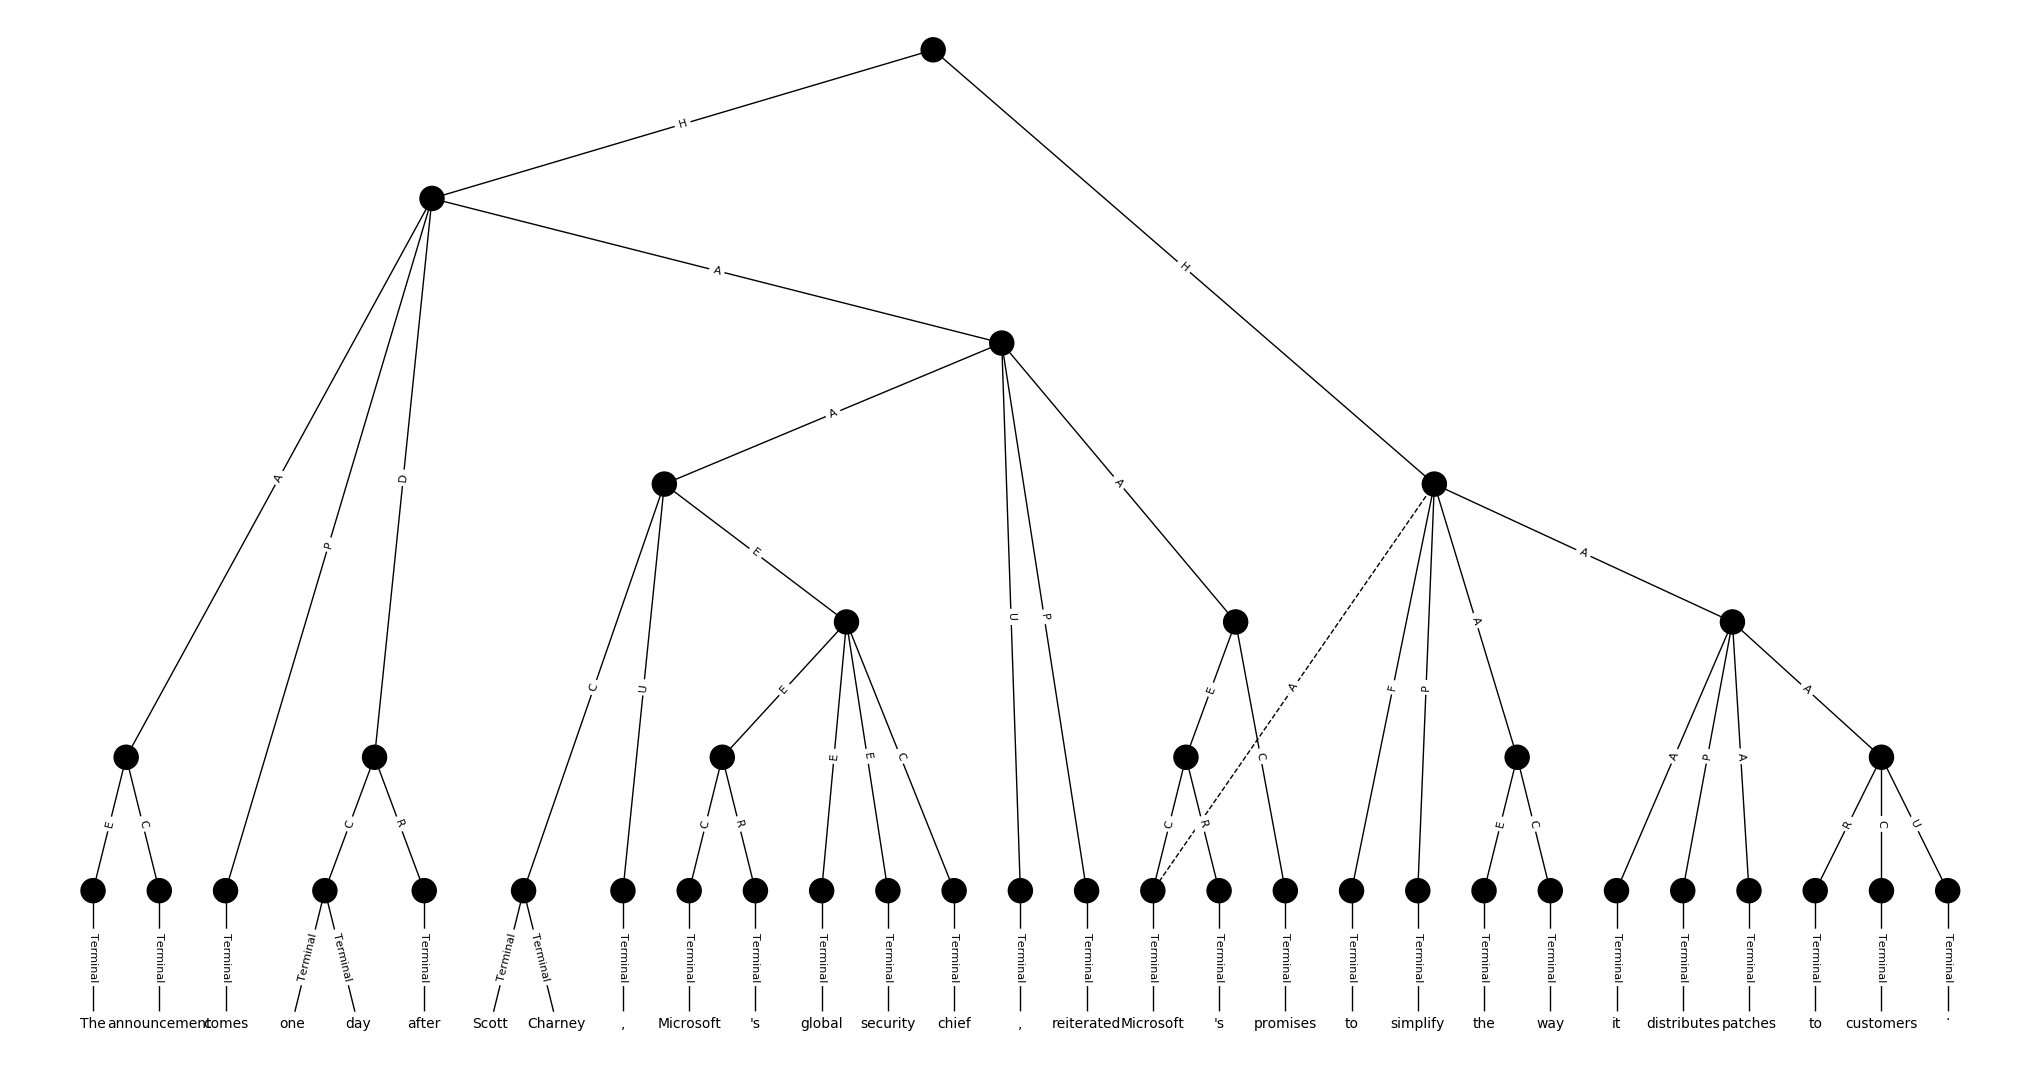 H
H
A
A
A
A
D
A
P
E
A
A
F
P
A
C
U
E
U
P
E
A
C
E
E
C
C
A
P
A
E
C
C
R
C
R
C
R
E
C
R
C
U
Terminal Terminal Terminal Terminal Terminal Terminal Terminal Terminal Terminal Terminal Terminal Terminal Terminal Terminal Terminal Terminal Terminal Terminal Terminal Terminal Terminal Terminal Terminal Terminal Terminal Terminal Terminal Terminal Terminal
The announcement comes one day after Scott Charney , Microsoft 's global security chief , reiterated Microsoft 's promises to simplify the way it distributes patches to customers .